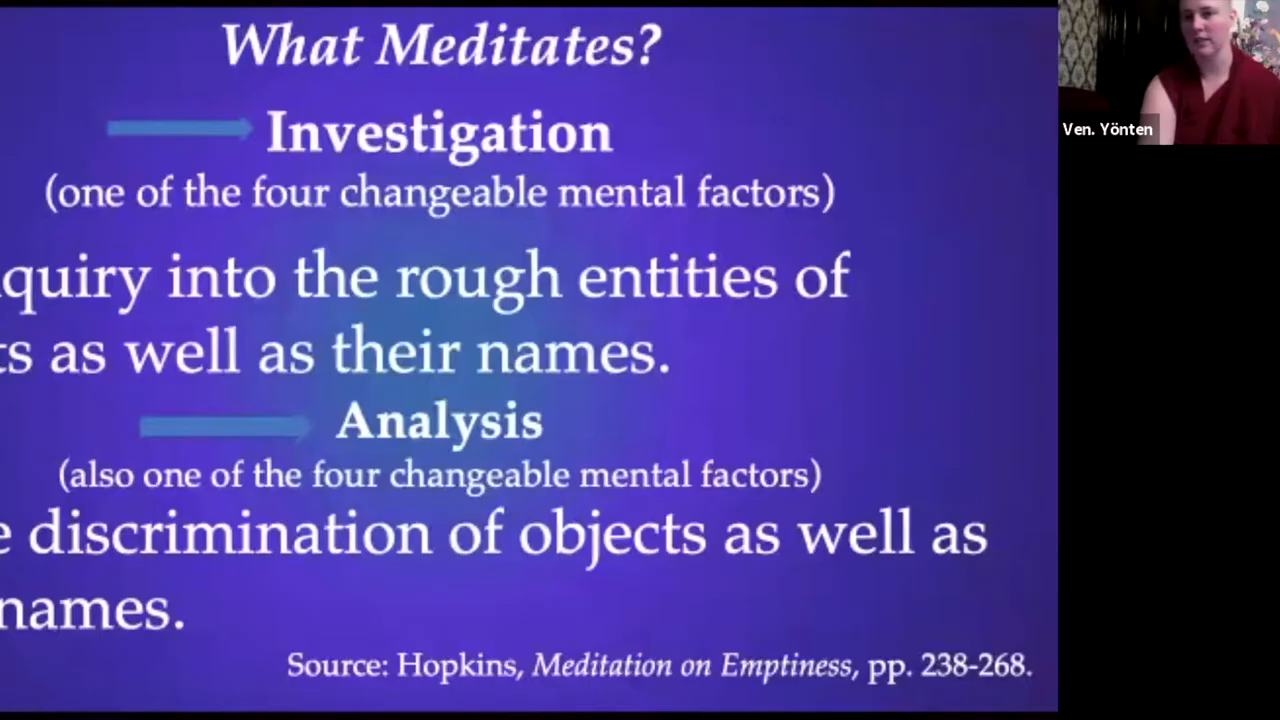 What Meditates?
Investigation
(one of the four changeable mental factors)
quiry into the rough entities of
ts as well as their names.
Analysis
(also one of the four changeable mental factors)
e discrimination of objects as well as
names.
Source: Hopkins, Meditation on Emptiness, pp. 238-268.
Ven. Yönten